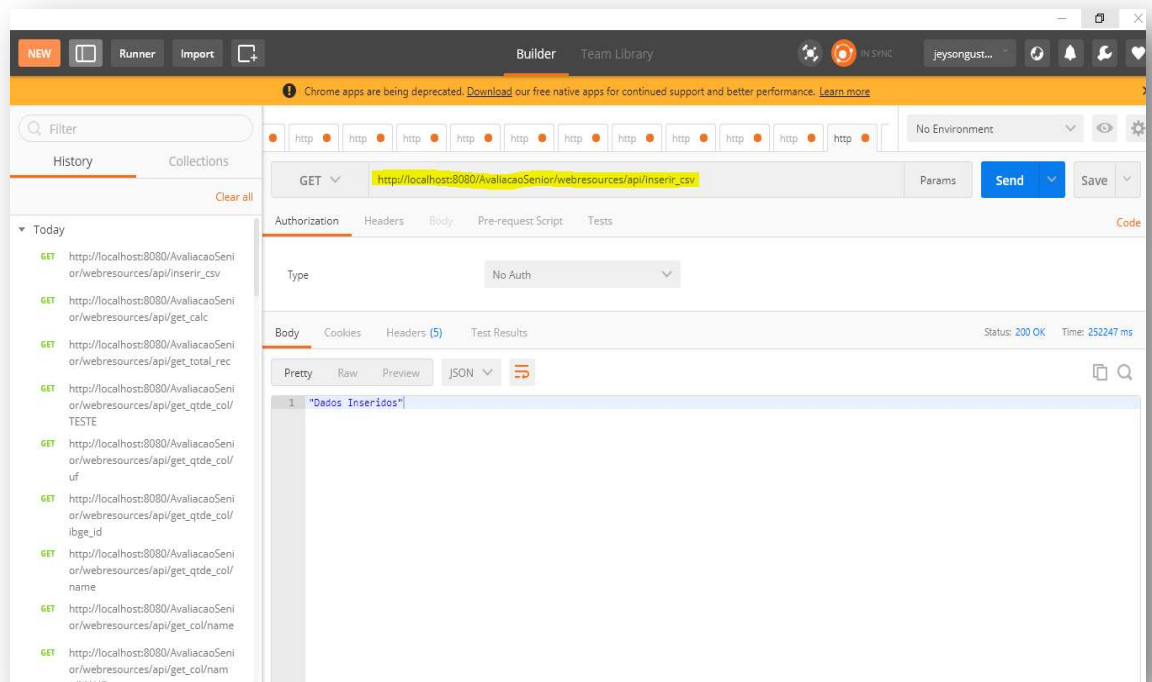 NEW Runner Import Builder Team Library IN SYNC jeysongust...
Chrome apps are being deprecated. Download our free native apps for continued support and better performance. Learn more
Filter
History Collections
Clear all
Today
GET http://localhost:8080/AvaliacaoSeni
or/webresources/api/inserir_csv
GET http://localhost:8080/AvaliacaoSeni
or/webresources/api/get_calc
GET http://localhost:8080/AvaliacaoSeni
or/webresources/api/get_total_rec
GET http://localhost:8080/AvaliacaoSeni
or/webresources/api/get_qtde_col/
TESTE
GET http://localhost:8080/AvaliacaoSeni
or/webresources/api/get_qtde_col/
uf
GET http://localhost:8080/AvaliacaoSeni
or/webresources/api/get_qtde_col/
ibge_id
GET http://localhost:8080/AvaliacaoSeni
or/webresources/api/get_qtde_col/
name
GET http://localhost:8080/AvaliacaoSeni
or/webresources/api/get_col/name
GET http://localhost:8080/AvaliacaoSeni
or/webresources/api/get_col/nam
http http http http http http http http http http http
No Environment
GET http://localhost:8080/AvaliacaoSenior/webresources/api/inserir_csv Params Send Save
Authorization Headers Body Pre-request Script Tests Code
Type No Auth
Body Cookies Headers (5) Test Results Status: 200 OK Time: 252247 ms
Pretty Raw Preview JSON
1 "Dados Inseridos"